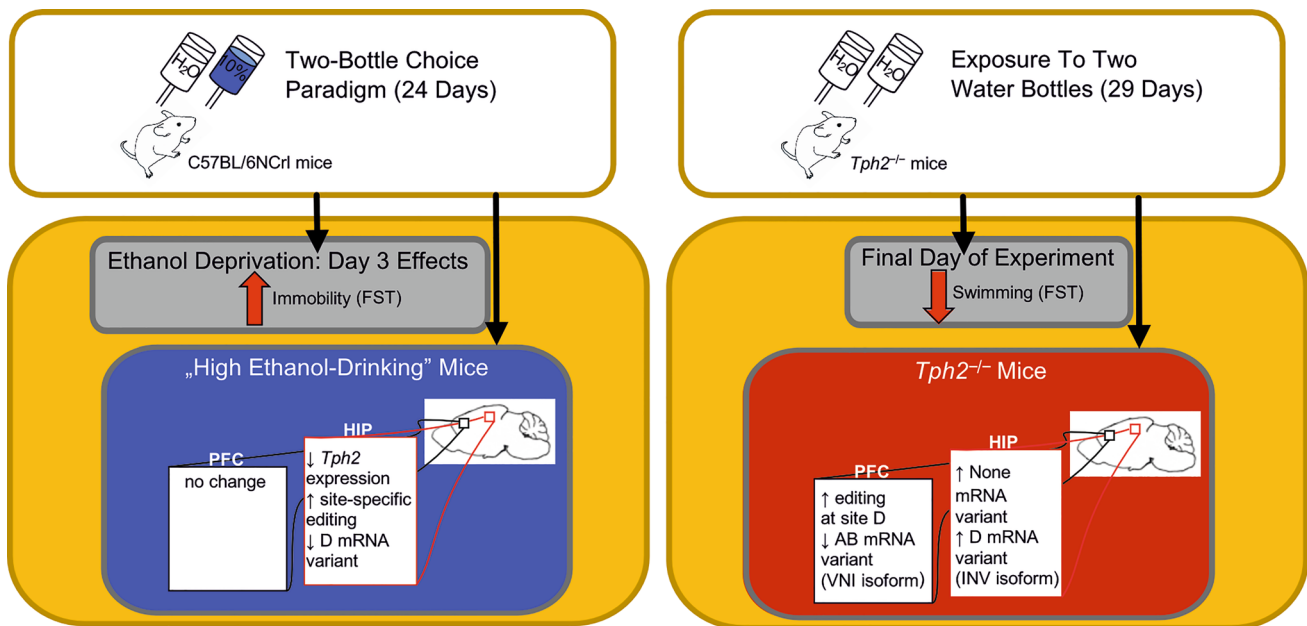 H₂O
10%
Two-Bottle Choice
Paradigm (24 Days)
C57BL/6NCrl mice
Ethanol Deprivation: Day 3 Effects
Immobility (FST)
„High Ethanol-Drinking” Mice
PFC
no change
HIP
↓ Tph2
expression
↑ site-specific
editing
↓ D mRNA
variant
H₂O
H₂O
Exposure To Two
Water Bottles (29 Days)
Tph2⁻/⁻ mice
Final Day of Experiment
Swimming (FST)
Tph2⁻/⁻ Mice
PFC
↑ editing
at site D
↓ AB mRNA
variant
(VNI isoform)
HIP
↑ None
mRNA
variant
↑ D mRNA
variant
(INV isoform)